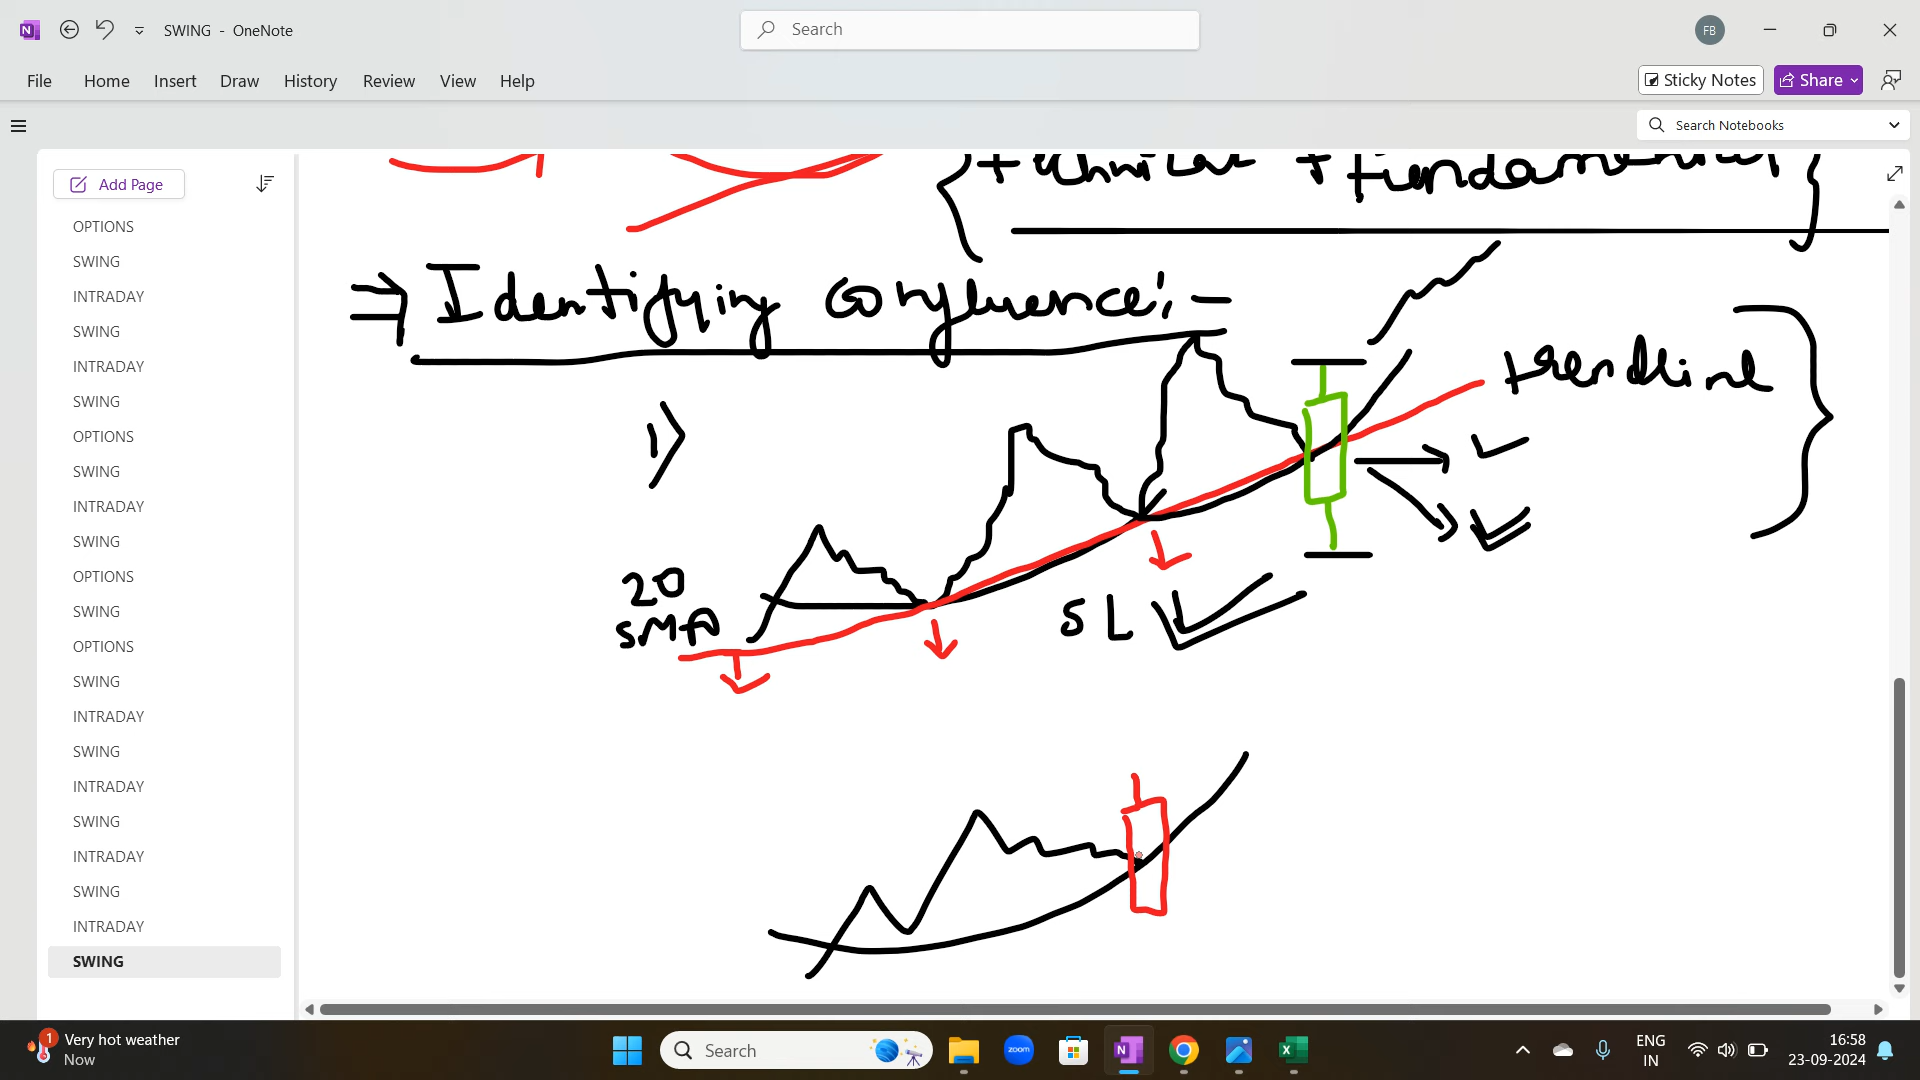 SWING - OneNote
Search
FB
File Home Insert Draw History Review View Help
Sticky Notes
Share
Search Notebooks
Add Page
OPTIONS
SWING
INTRADAY
SWING
INTRADAY
SWING
OPTIONS
SWING
INTRADAY
SWING
OPTIONS
SWING
OPTIONS
SWING
INTRADAY
SWING
INTRADAY
SWING
INTRADAY
SWING
INTRADAY
SWING
+ Fundamental
⇒ Identifying confluence:-
1)
trendline
20
SMA
SL
1
Very hot weather
Now
Search
zoom
ENG
IN
16:58
23-09-2024